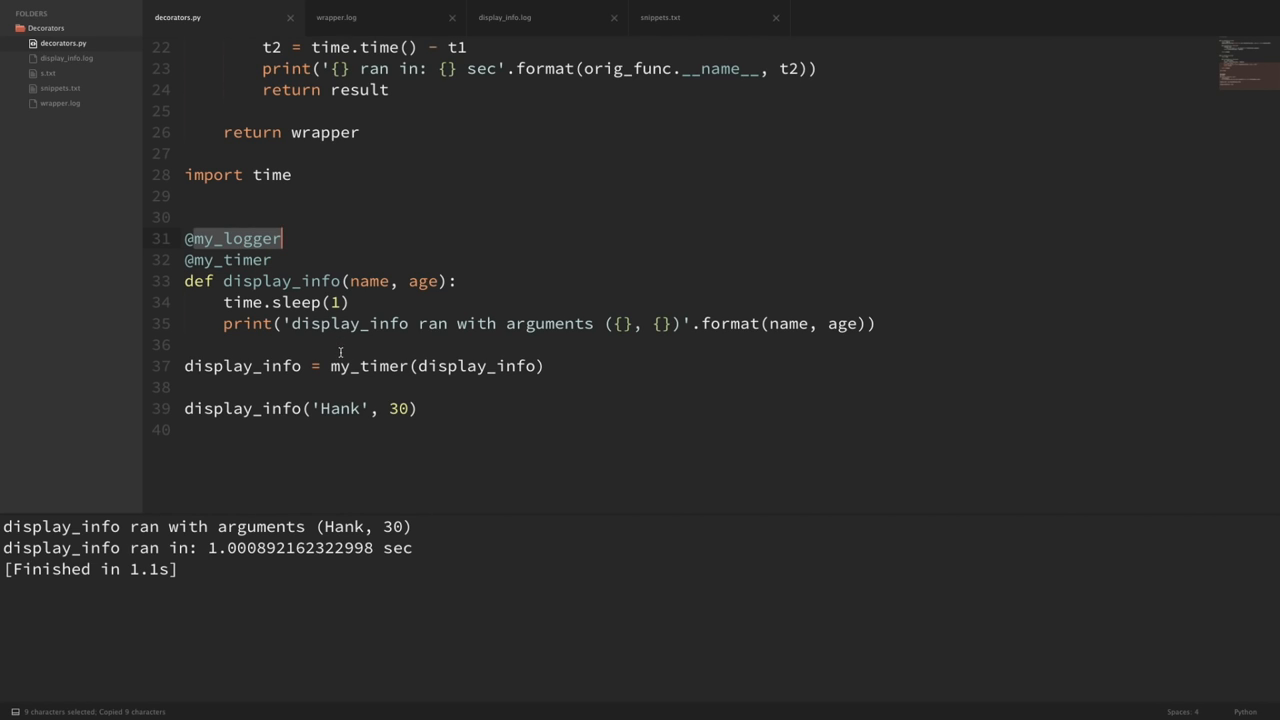 FOLDERS
Decorators
decorators.py
display_info.log
s.txt
snippets.txt
wrapper.log
decorators.py
wrapper.log
display_info.log
snippets.txt
22 t2 = time.time() - t1
23 print('{} ran in: {} sec'.format(orig_func.__name__, t2))
24 return result
25
26 return wrapper
27
28 import time
29
30
31 @my_logger
32 @my_timer
33 def display_info(name, age):
34 time.sleep(1)
35 print('display_info ran with arguments ({}, {})'.format(name, age))
36
37 display_info = my_timer(display_info)
38
39 display_info('Hank', 30)
40
display_info ran with arguments (Hank, 30)
display_info ran in: 1.000892162322998 sec
[Finished in 1.1s]
9 characters selected; Copied 9 characters
Spaces: 4
Python